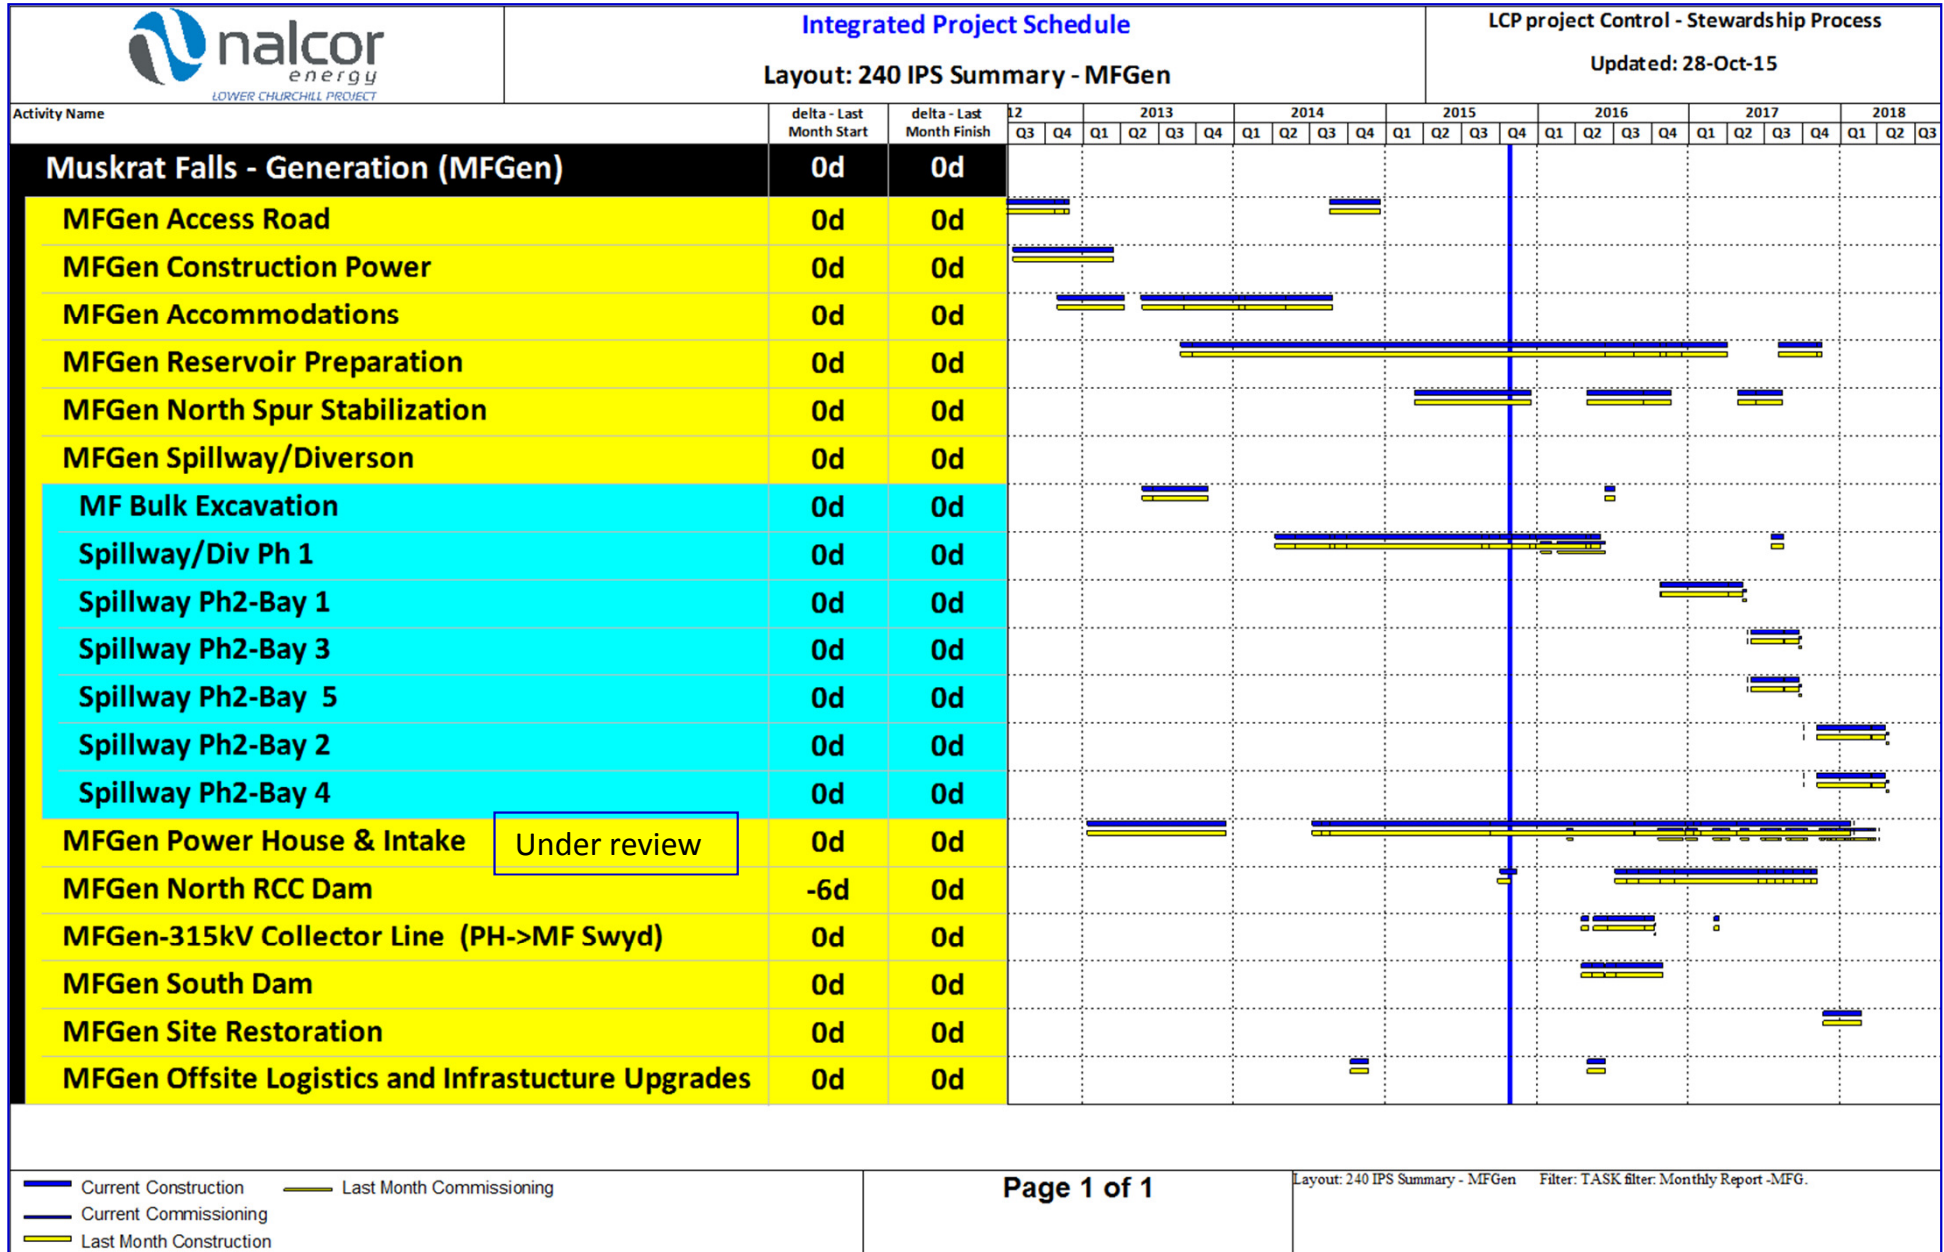 nalcor
energy
LOWER CHURCHILL PROJECT
Integrated Project Schedule
Layout: 240 IPS Summary - MFGen
LCP project Control - Stewardship Process
Updated: 28-Oct-15
Activity Name
delta - Last
Month Start
delta - Last
Month Finish
12 2013 2014 2015 2016 2017 2018
Q3 Q4 Q1 Q2 Q3 Q4 Q1 Q2 Q3 Q4 Q1 Q2 Q3 Q4 Q1 Q2 Q3 Q4 Q1 Q2 Q3 Q4 Q1 Q2 Q3
Muskrat Falls - Generation (MFGen) 0d 0d
MFGen Access Road 0d 0d
MFGen Construction Power 0d 0d
MFGen Accommodations 0d 0d
MFGen Reservoir Preparation 0d 0d
MFGen North Spur Stabilization 0d 0d
MFGen Spillway/Diverson 0d 0d
MF Bulk Excavation 0d 0d
Spillway/Div Ph 1 0d 0d
Spillway Ph2-Bay 1 0d 0d
Spillway Ph2-Bay 3 0d 0d
Spillway Ph2-Bay 5 0d 0d
Spillway Ph2-Bay 2 0d 0d
Spillway Ph2-Bay 4 0d 0d
MFGen Power House & Intake Under review 0d 0d
MFGen North RCC Dam -6d 0d
MFGen-315kV Collector Line (PH->MF Swyd) 0d 0d
MFGen South Dam 0d 0d
MFGen Site Restoration 0d 0d
MFGen Offsite Logistics and Infrastucture Upgrades 0d 0d
Current Construction Last Month Commissioning
Current Commissioning
Last Month Construction
Page 1 of 1
Layout: 240 IPS Summary - MFGen Filter: TASK filter: Monthly Report -MFG.